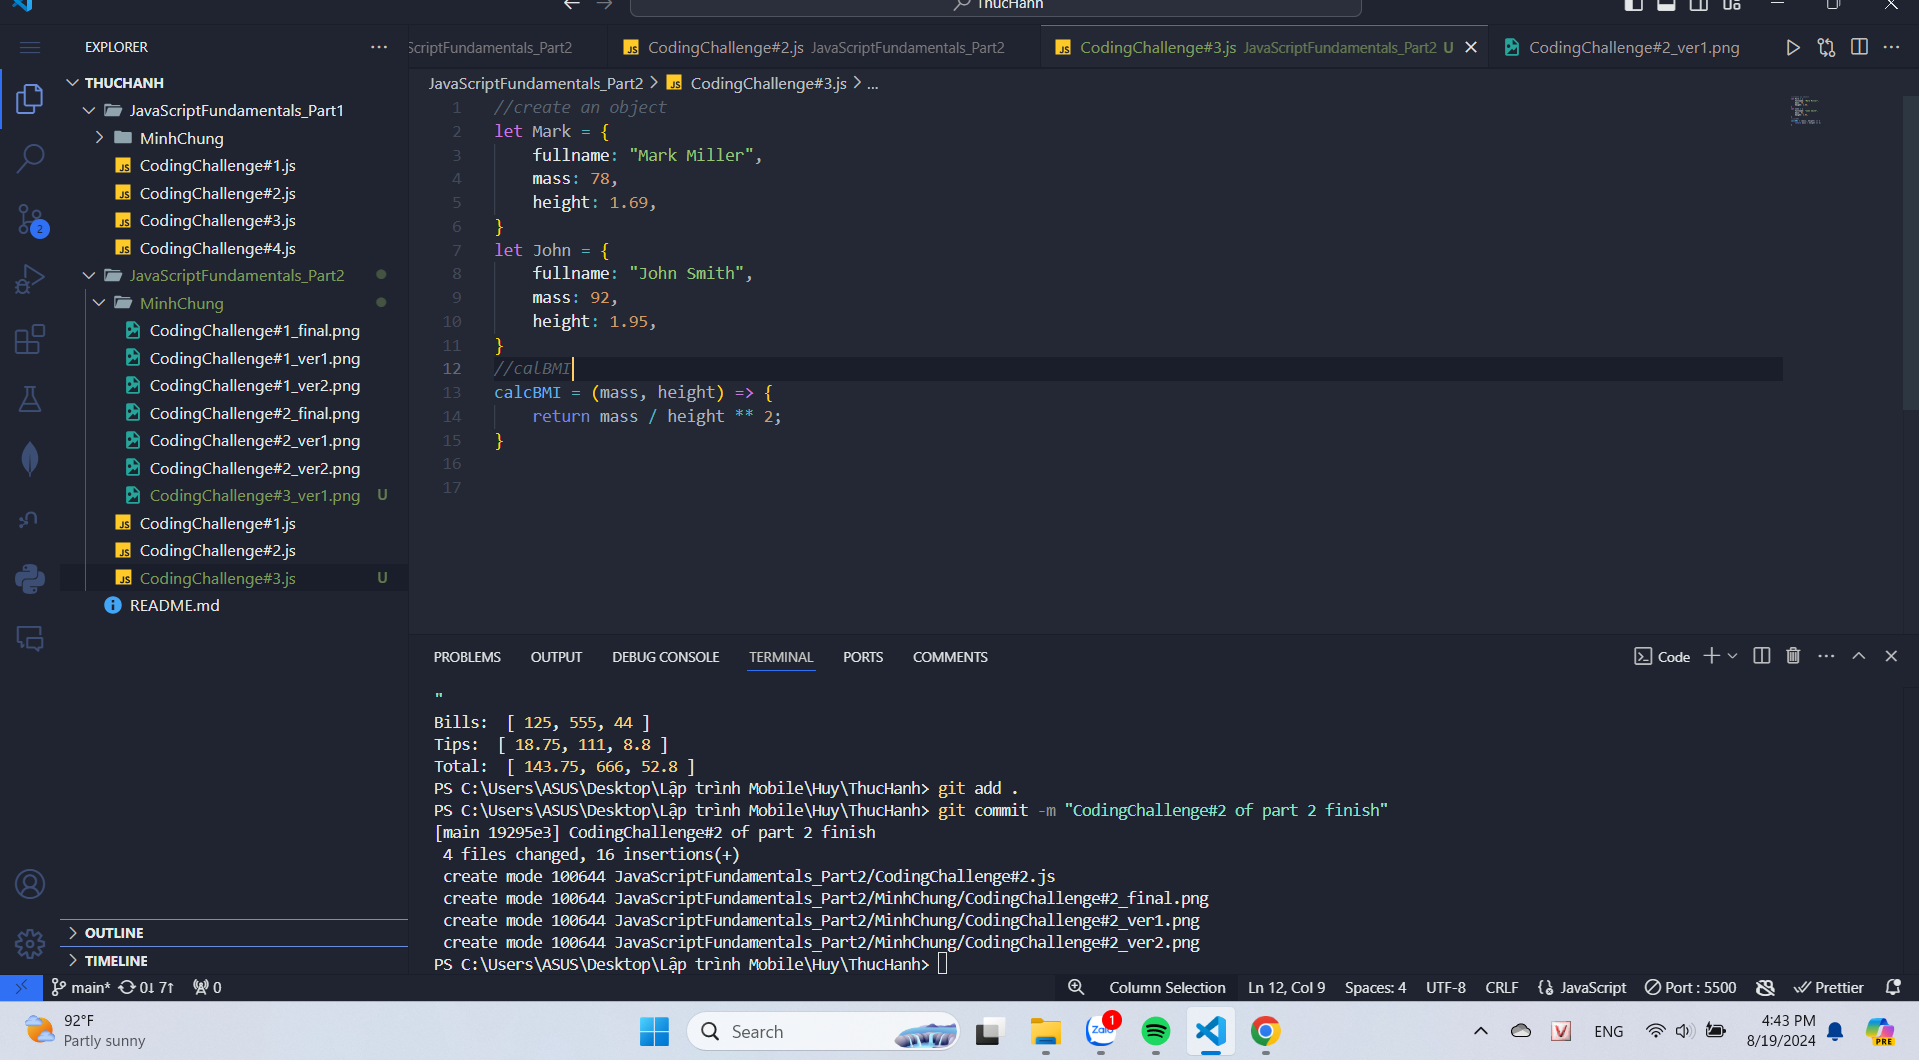 ThucHanh
EXPLORER
THUCHANH
JavaScriptFundamentals_Part1
MinhChung
CodingChallenge#1.js
CodingChallenge#2.js
CodingChallenge#3.js
CodingChallenge#4.js
JavaScriptFundamentals_Part2
MinhChung
CodingChallenge#1_final.png
CodingChallenge#1_ver1.png
CodingChallenge#1_ver2.png
CodingChallenge#2_final.png
CodingChallenge#2_ver1.png
CodingChallenge#2_ver2.png
CodingChallenge#3_ver1.png U
CodingChallenge#1.js
CodingChallenge#2.js
CodingChallenge#3.js U
README.md
OUTLINE
TIMELINE
2
ScriptFundamentals_Part2
CodingChallenge#2.js JavaScriptFundamentals_Part2
CodingChallenge#3.js JavaScriptFundamentals_Part2 U
CodingChallenge#2_ver1.png
JavaScriptFundamentals_Part2 > JS CodingChallenge#3.js > ...
1 //create an object
2 let Mark = {
3 fullname: "Mark Miller",
4 mass: 78,
5 height: 1.69,
6 }
7 let John = {
8 fullname: "John Smith",
9 mass: 92,
10 height: 1.95,
11 }
12 //calBMI
13 calcBMI = (mass, height) => {
14 return mass / height ** 2;
15 }
16
17
PROBLEMS OUTPUT DEBUG CONSOLE TERMINAL PORTS COMMENTS
Code
"
Bills: [ 125, 555, 44 ]
Tips: [ 18.75, 111, 8.8 ]
Total: [ 143.75, 666, 52.8 ]
PS C:\Users\ASUS\Desktop\Lập trình Mobile\Huy\ThucHanh> git add .
PS C:\Users\ASUS\Desktop\Lập trình Mobile\Huy\ThucHanh> git commit -m "CodingChallenge#2 of part 2 finish"
[main 19295e3] CodingChallenge#2 of part 2 finish
4 files changed, 16 insertions(+)
create mode 100644 JavaScriptFundamentals_Part2/CodingChallenge#2.js
create mode 100644 JavaScriptFundamentals_Part2/MinhChung/CodingChallenge#2_final.png
create mode 100644 JavaScriptFundamentals_Part2/MinhChung/CodingChallenge#2_ver1.png
create mode 100644 JavaScriptFundamentals_Part2/MinhChung/CodingChallenge#2_ver2.png
PS C:\Users\ASUS\Desktop\Lập trình Mobile\Huy\ThucHanh>
main* 0↓ 7↑ 0 Column Selection Ln 12, Col 9 Spaces: 4 UTF-8 CRLF {} JavaScript Port : 5500 Prettier
92°F
Partly sunny
Search
Zalo
1
ENG
4:43 PM
8/19/2024
PRE